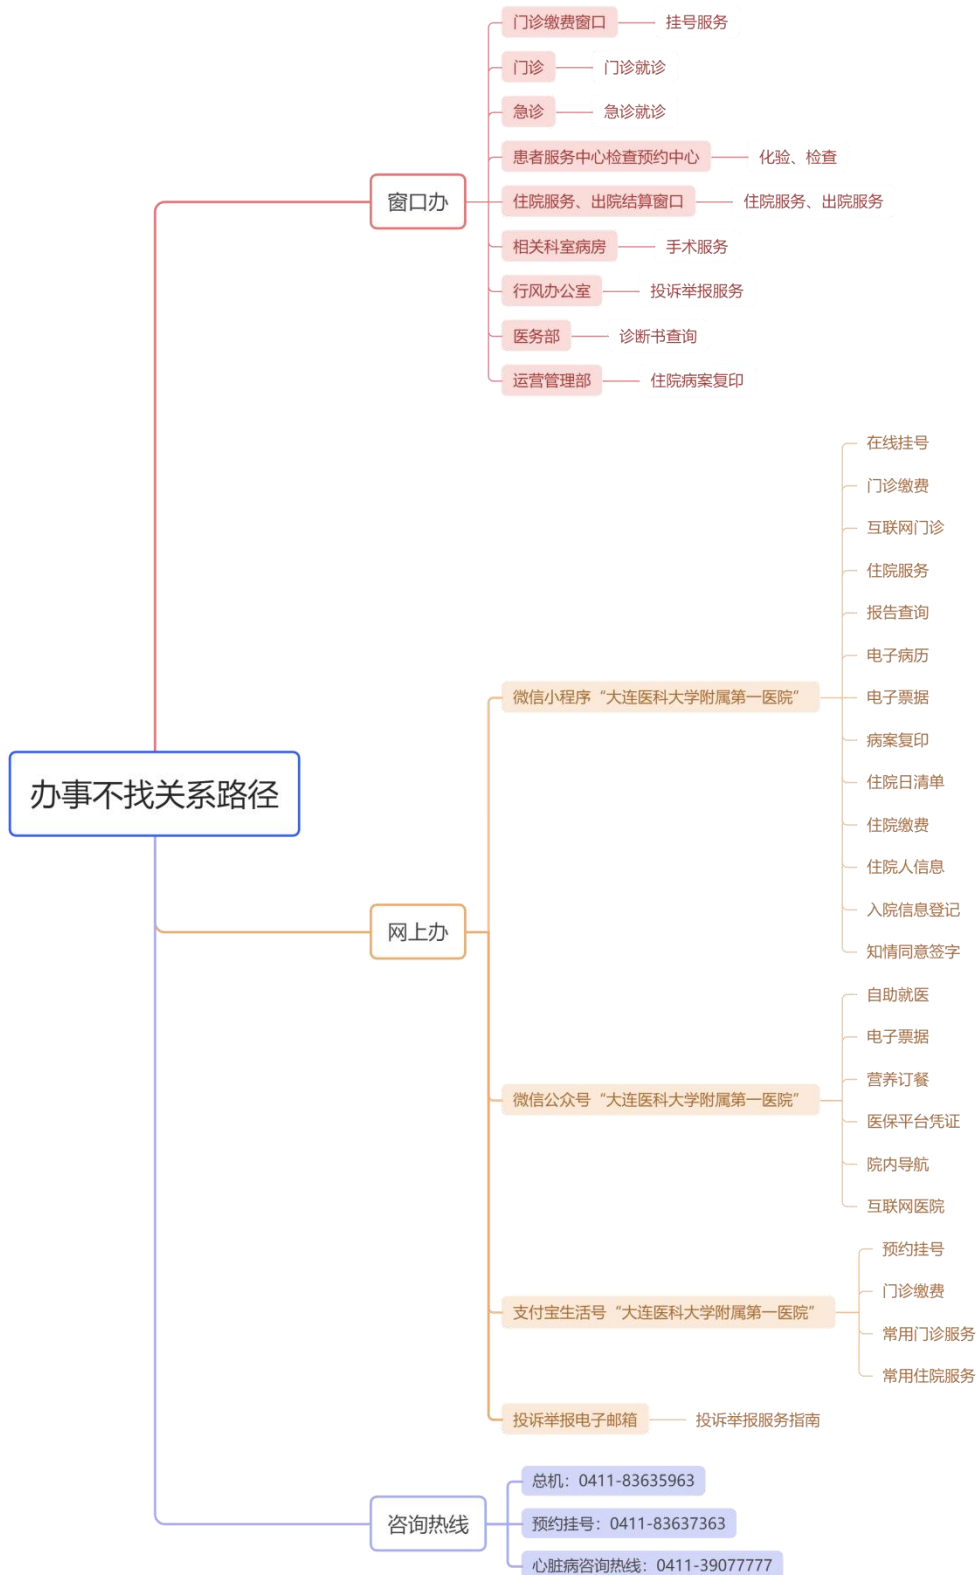 办事不找关系路径
窗口办
门诊缴费窗口
挂号服务
门诊
门诊就诊
急诊
急诊就诊
患者服务中心检查预约中心
化验、检查
住院服务、出院结算窗口
住院服务、出院服务
相关科室病房
手术服务
行风办公室
投诉举报服务
医务部
诊断书查询
运营管理部
住院病案复印
网上办
微信小程序“大连医科大学附属第一医院”
在线挂号
门诊缴费
互联网门诊
住院服务
报告查询
电子病历
电子票据
病案复印
住院日清单
住院缴费
住院人信息
入院信息登记
知情同意签字
微信公众号“大连医科大学附属第一医院”
自助就医
电子票据
营养订餐
医保平台凭证
院内导航
互联网医院
支付宝生活号“大连医科大学附属第一医院”
预约挂号
门诊缴费
常用门诊服务
常用住院服务
投诉举报电子邮箱
投诉举报服务指南
咨询热线
总机：0411-83635963
预约挂号：0411-83637363
心脏病咨询热线：0411-39077777